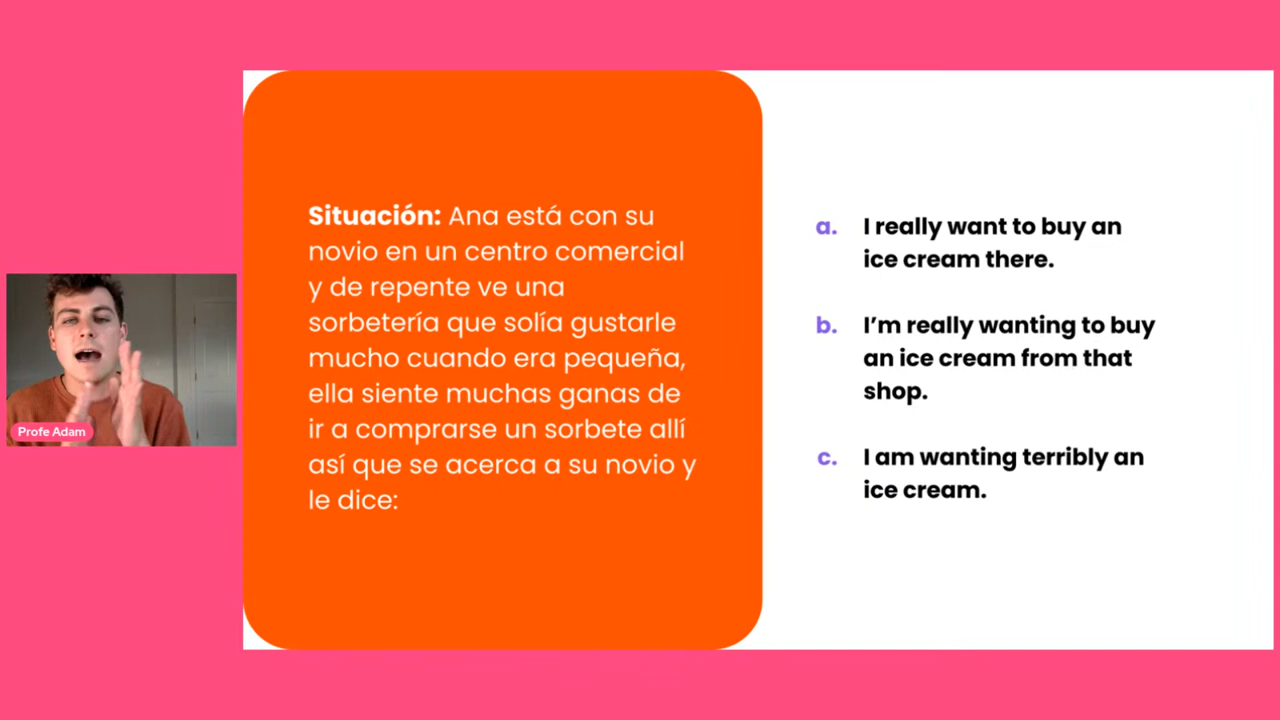 Situación: Ana está con su
novio en un centro comercial
y de repente ve una
sorbetería que solía gustarle
mucho cuando era pequeña,
ella siente muchas ganas de
ir a comprarse un sorbete allí
así que se acerca a su novio y
le dice:
a. I really want to buy an
ice cream there.
b. I’m really wanting to buy
an ice cream from that
shop.
c. I am wanting terribly an
ice cream.
Profe Adam